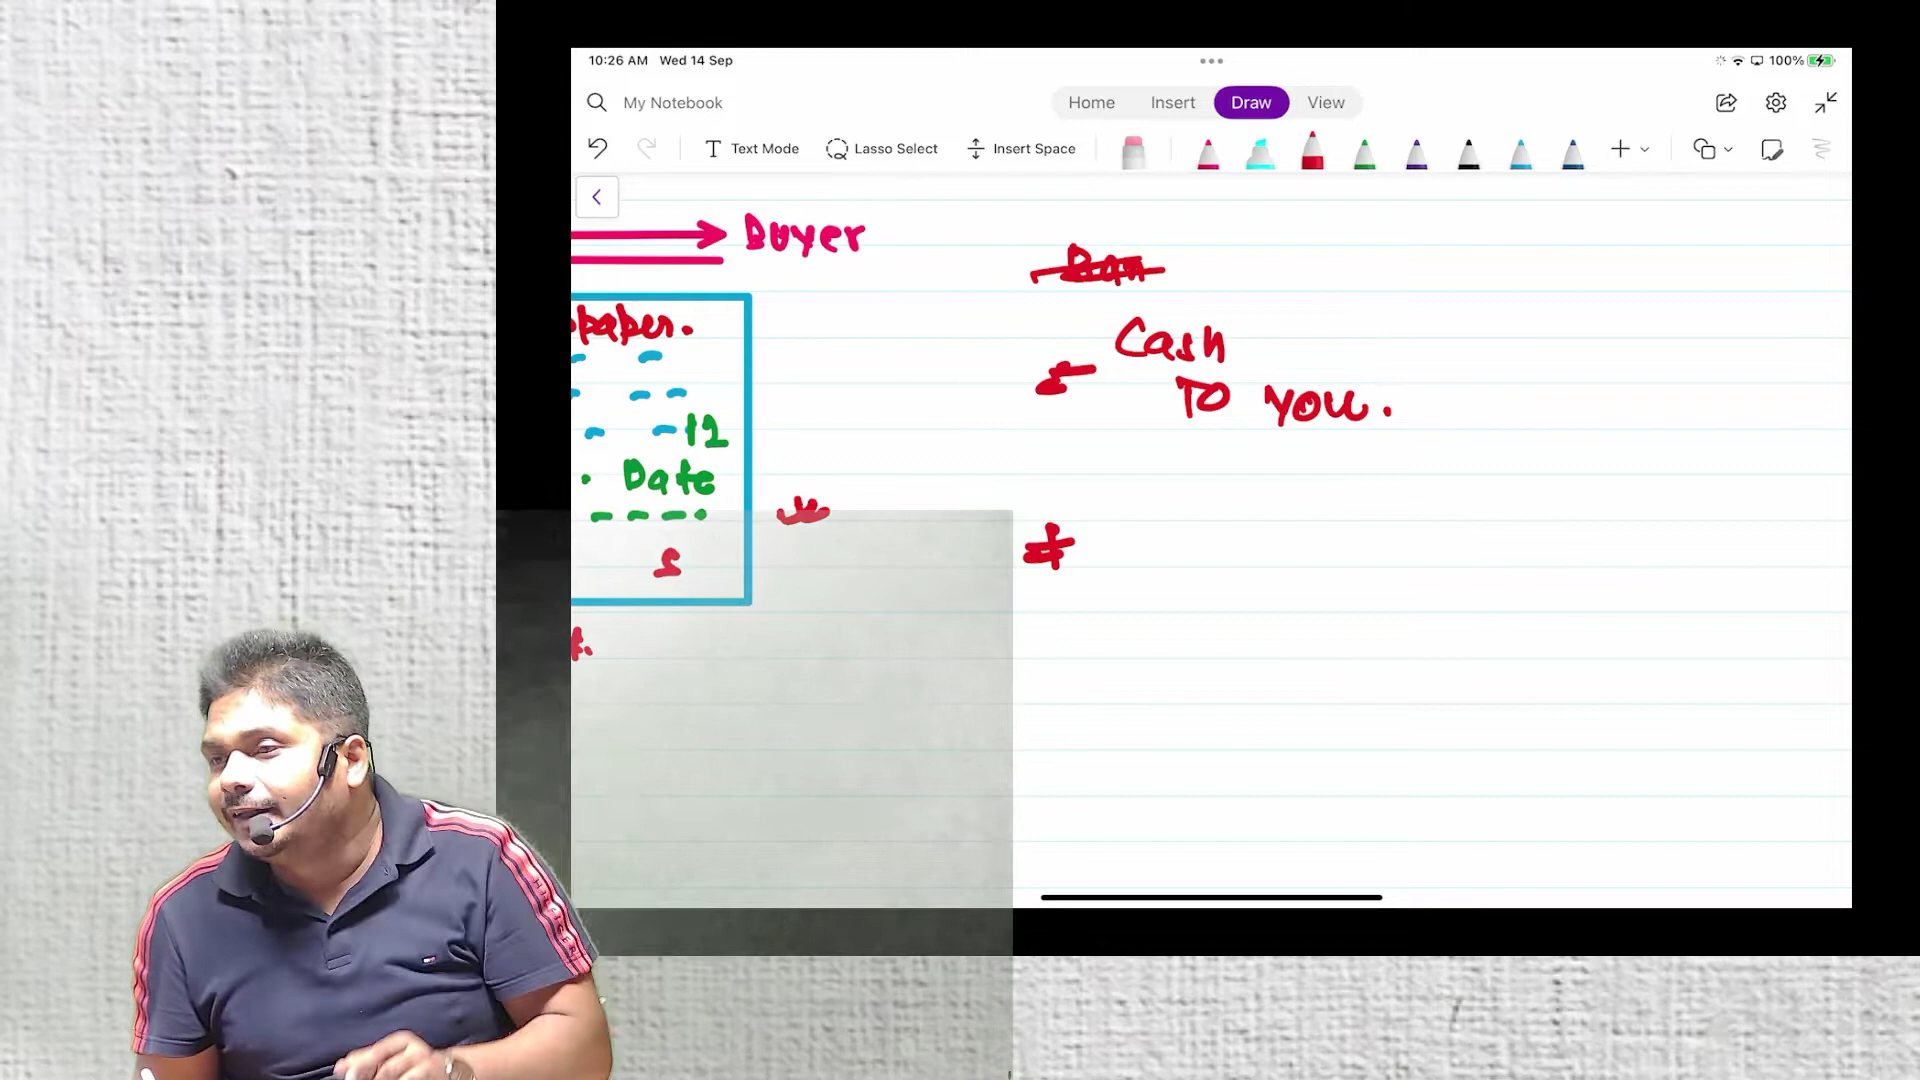 10:26 AM Wed 14 Sep
100%
My Notebook
Home Insert Draw View
Text Mode Lasso Select Insert Space
Buyer
paper.
Cash
TO YOU.
12
. Date